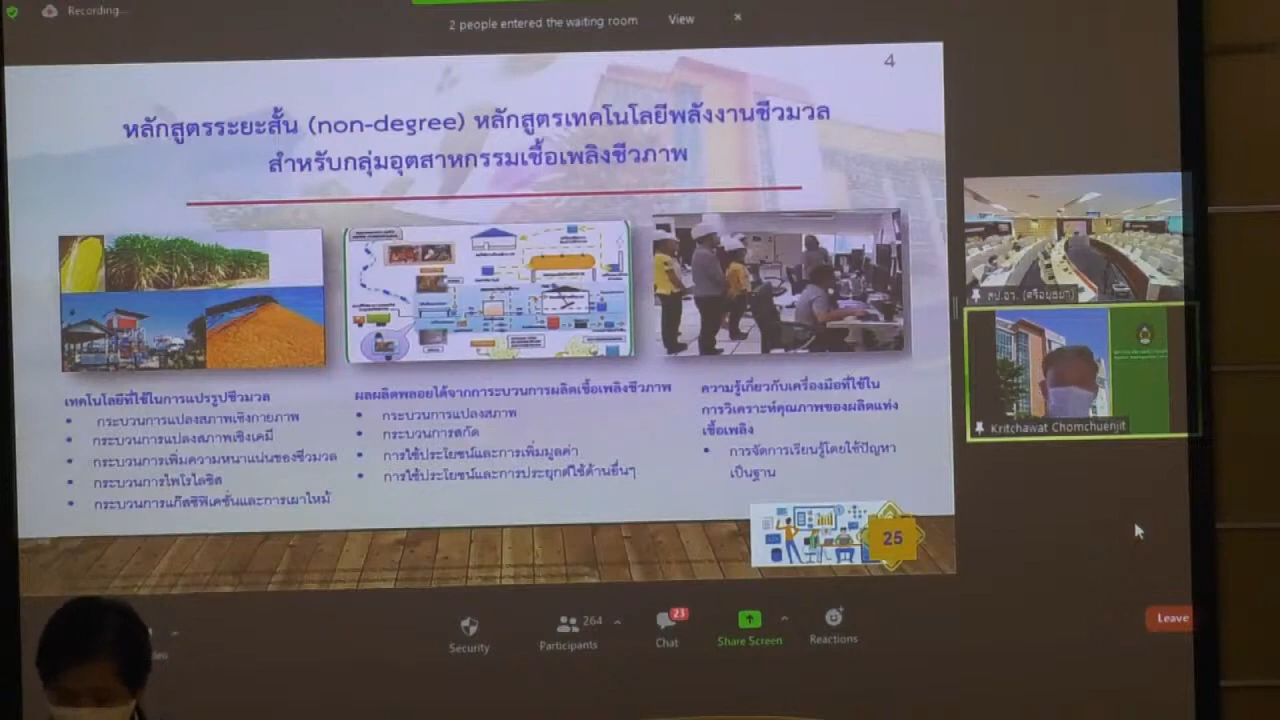 Recording...
2 people entered the waiting room
View
4
หลักสูตรระยะสั้น (non-degree) หลักสูตรเทคโนโลยีพลังงานชีวมวล
สำหรับกลุ่มอุตสาหกรรมเชื้อเพลิงชีวภาพ
เทคโนโลยีที่ใช้ในการแปรรูปชีวมวล
• กระบวนการแปลงสภาพเชิงกายภาพ
• กระบวนการแปลงสภาพเชิงเคมี
• กระบวนการเพิ่มความหนาแน่นของชีวมวล
• กระบวนการไพโรไลซิส
• กระบวนการแก๊สซิฟิเคชั่นและการเผาไหม้
ผลผลิตพลอยได้จากกาะบวนการผลิตเชื้อเพลิงชีวภาพ
• กระบวนการแปลงสภาพ
• กระบวนการสกัด
• การใช้ประโยชน์และการเพิ่มมูลค่า
• การใช้ประโยชน์และการประยุกต์ใช้ด้านอื่นๆ
ความรู้เกี่ยวกับเครื่องมือที่ใช้ใน
การวิเคราะห์คุณภาพของผลิตแท่ง
เชื้อเพลิง
• การจัดการเรียนรู้โดยใช้ปัญหา
เป็นฐาน
25
สป.อว. (ศรีอยุธยา)
Kritchawat Chomchuenjit
Security
Participants
264
Chat
23
Share Screen
Reactions
Leave